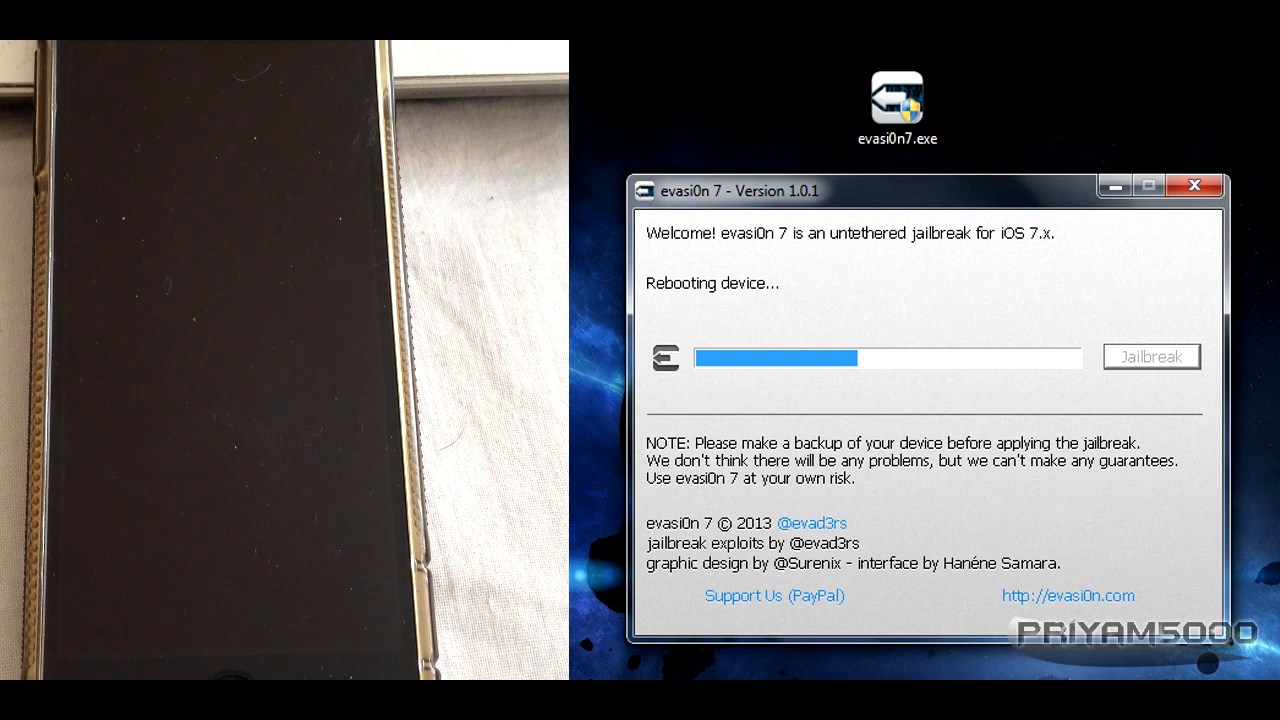 evasi0n7.exe
evasi0n 7 - Version 1.0.1
Welcome! evasi0n 7 is an untethered jailbreak for iOS 7.x.
Rebooting device...
Jailbreak
NOTE: Please make a backup of your device before applying the jailbreak.
We don't think there will be any problems, but we can't make any guarantees.
Use evasi0n 7 at your own risk.
evasi0n 7 © 2013 @evad3rs
jailbreak exploits by @evad3rs
graphic design by @Surenix - interface by Hanéne Samara.
Support Us (PayPal)
http://evasi0n.com
PRIYAM5000